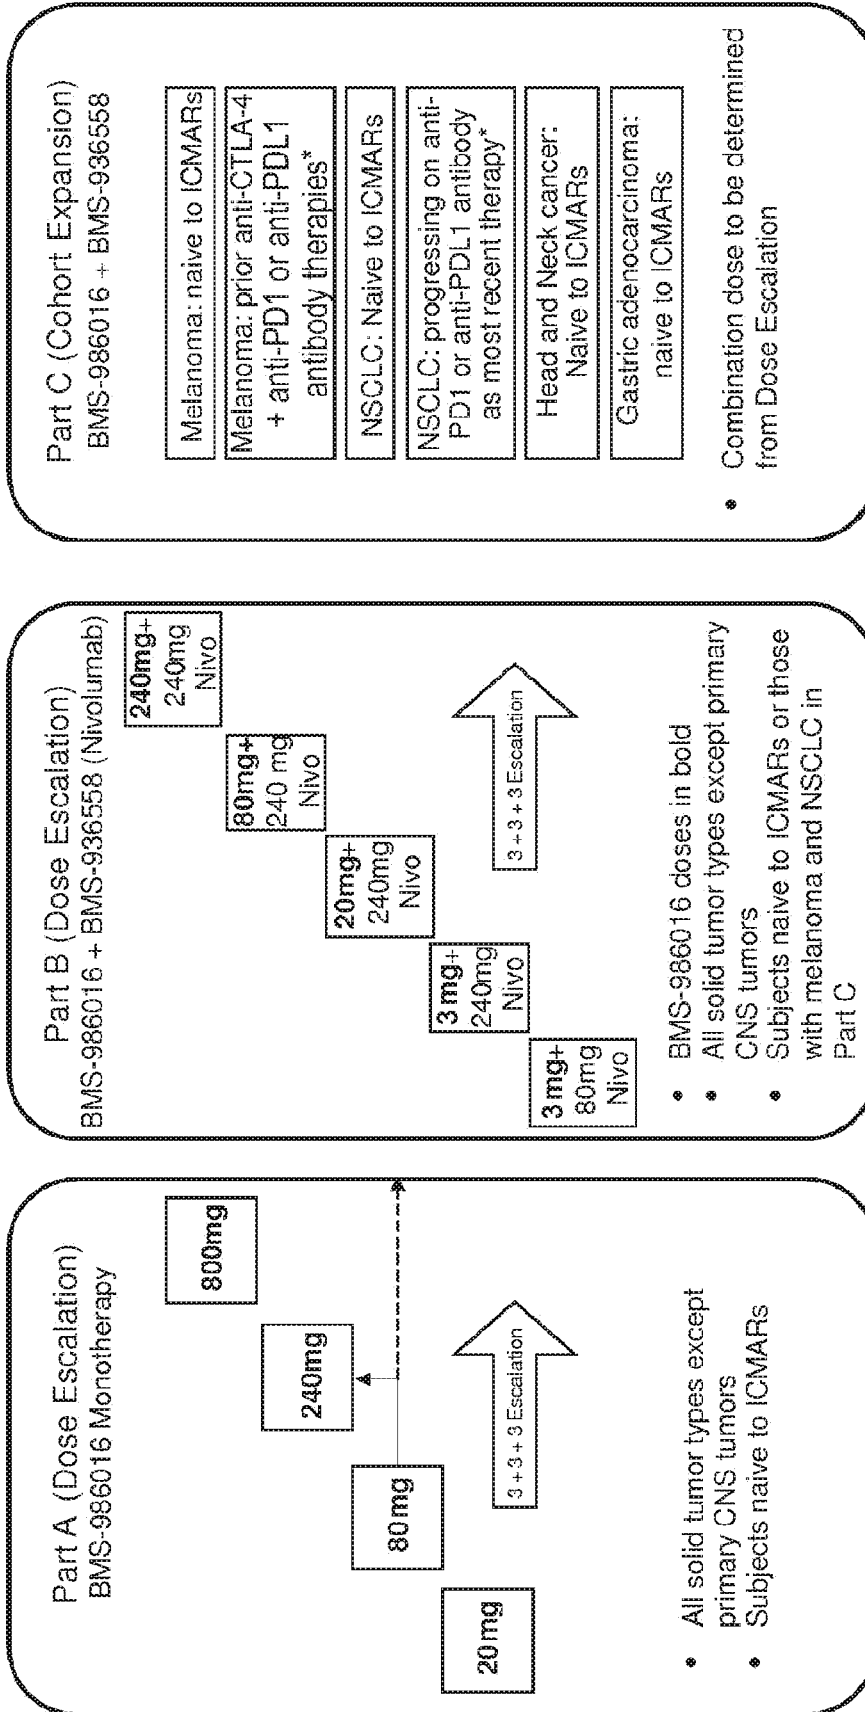 Part A (Dose Escalation)
BMS-986016 Monotherapy
20mg
80mg
240mg
800mg
3 + 3 + 3 Escalation
• All solid tumor types except
primary CNS tumors
• Subjects naive to ICMARs
Part B (Dose Escalation)
BMS-986016 + BMS-936558 (Nivolumab)
3mg+
80mg
Nivo
3mg+
240mg
Nivo
20mg+
240mg
Nivo
80mg+
240 mg
Nivo
240mg+
240mg
Nivo
3 + 3 + 3 Escalation
• BMS-986016 doses in bold
• All solid tumor types except primary
CNS tumors
• Subjects naive to ICMARs or those
with melanoma and NSCLC in
Part C
Part C (Cohort Expansion)
BMS-986016 + BMS-936558
Melanoma: naive to ICMARs
Melanoma: prior anti-CTLA-4
+ anti-PD1 or anti-PDL1
antibody therapies*
NSCLC: Naive to ICMARs
NSCLC: progressing on anti-
PD1 or anti-PDL1 antibody
as most recent therapy*
Head and Neck cancer:
Naive to ICMARs
Gastric adenocarcinoma:
naive to ICMARs
• Combination dose to be determined
from Dose Escalation